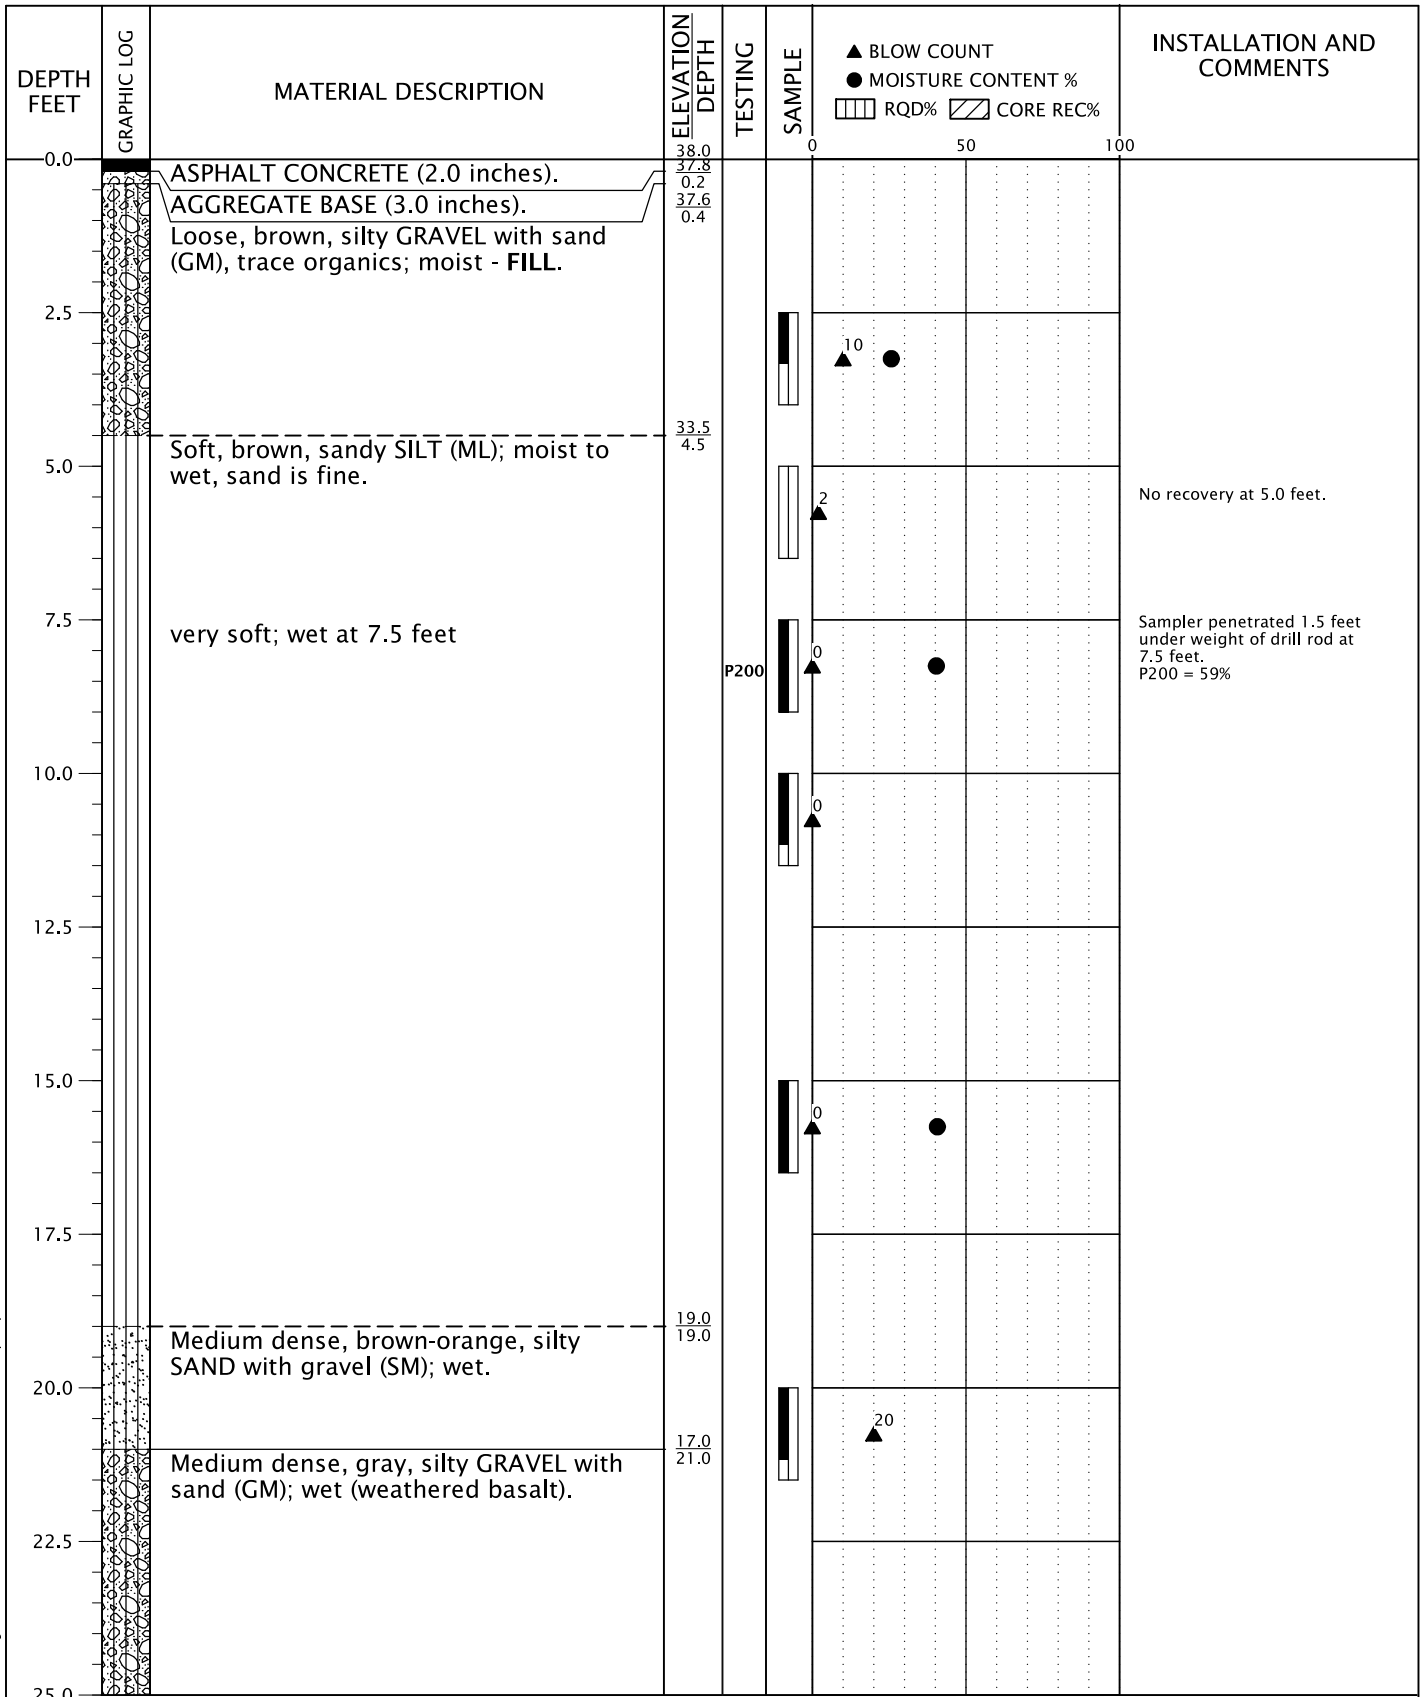 DEPTH
FEET
GRAPHIC LOG
MATERIAL DESCRIPTION
ELEVATION
DEPTH
TESTING
SAMPLE
▲ BLOW COUNT
● MOISTURE CONTENT %
RQD% CORE REC%
0 50 100
INSTALLATION AND
COMMENTS
0.0
38.0
ASPHALT CONCRETE (2.0 inches).
37.8
0.2
AGGREGATE BASE (3.0 inches).
37.6
0.4
Loose, brown, silty GRAVEL with sand
(GM), trace organics; moist - FILL.
2.5
10
33.5
4.5
Soft, brown, sandy SILT (ML); moist to
wet, sand is fine.
5.0
2
No recovery at 5.0 feet.
7.5
very soft; wet at 7.5 feet
P200
0
Sampler penetrated 1.5 feet
under weight of drill rod at
7.5 feet.
P200 = 59%
10.0
0
12.5
15.0
0
17.5
19.0
19.0
Medium dense, brown-orange, silty
SAND with gravel (SM); wet.
20.0
20
17.0
21.0
Medium dense, gray, silty GRAVEL with
sand (GM); wet (weathered basalt).
22.5
25.0